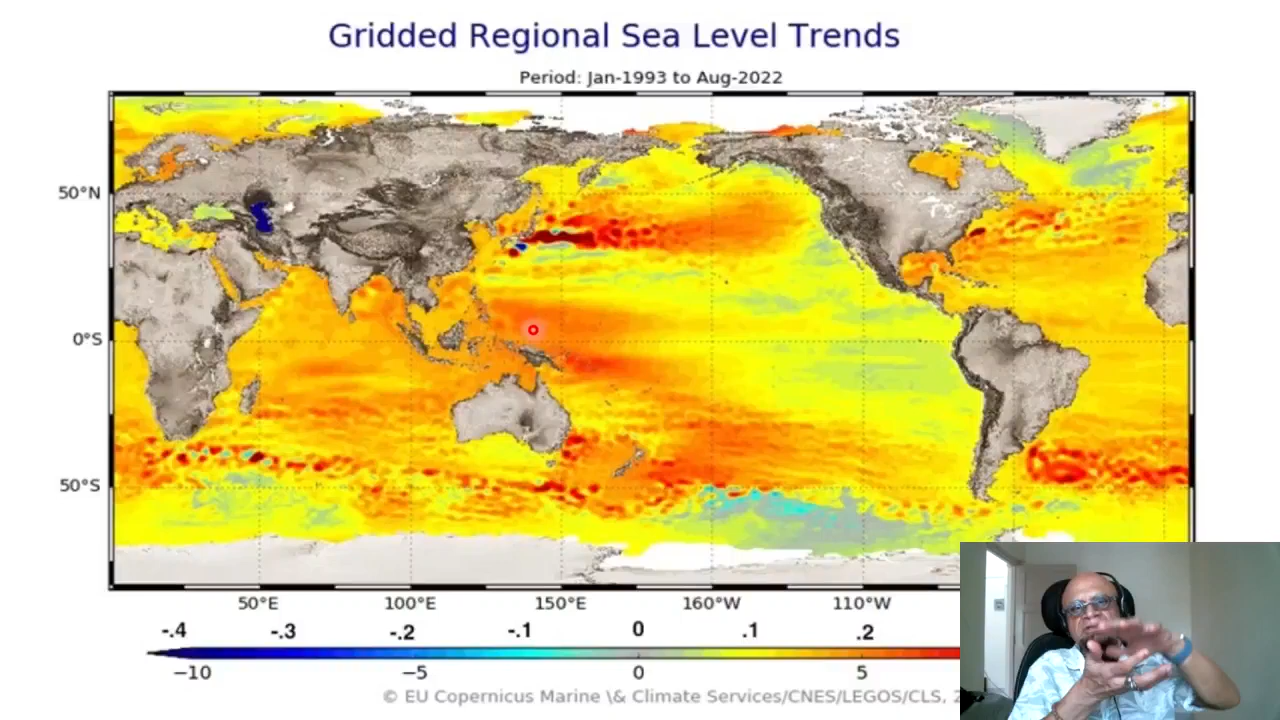 Gridded Regional Sea Level Trends
Period: Jan-1993 to Aug-2022
50°N
0°S
50°S
50°E 100°E 150°E 160°W 110°W
-.4 -.3 -.2 -.1 0 .1 .2
−10 −5 0 5
© EU Copernicus Marine \& Climate Services/CNES/LEGOS/CLS,